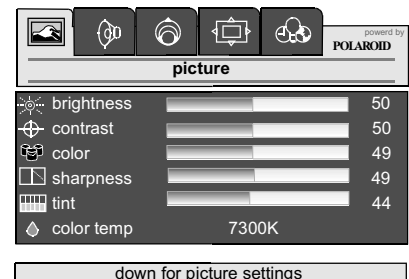 powerd by
POLAROID
picture
brightness 50
contrast 50
color 49
sharpness 49
tint 44
color temp 7300K
down for picture settings